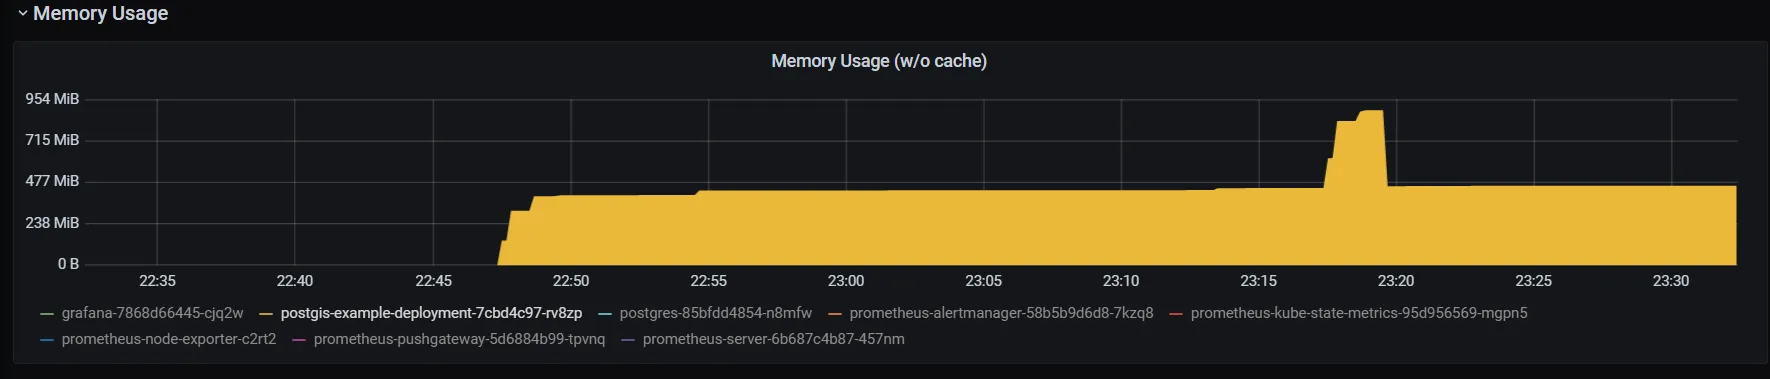 Memory Usage
Memory Usage (w/o cache)
954 MiB
715 MiB
477 MiB
238 MiB
0 B
22:35 22:40 22:45 22:50 22:55 23:00 23:05 23:10 23:15 23:20 23:25 23:30
grafana-7868d66445-cjq2w postgis-example-deployment-7cbd4c97-rv8zp postgres-85bfdd4854-n8mfw prometheus-alertmanager-58b5b9d6d8-7kzq8 prometheus-kube-state-metrics-95d956569-mgpn5
prometheus-node-exporter-c2rt2 prometheus-pushgateway-5d6884b99-tpvnq prometheus-server-6b687c4b87-457nm